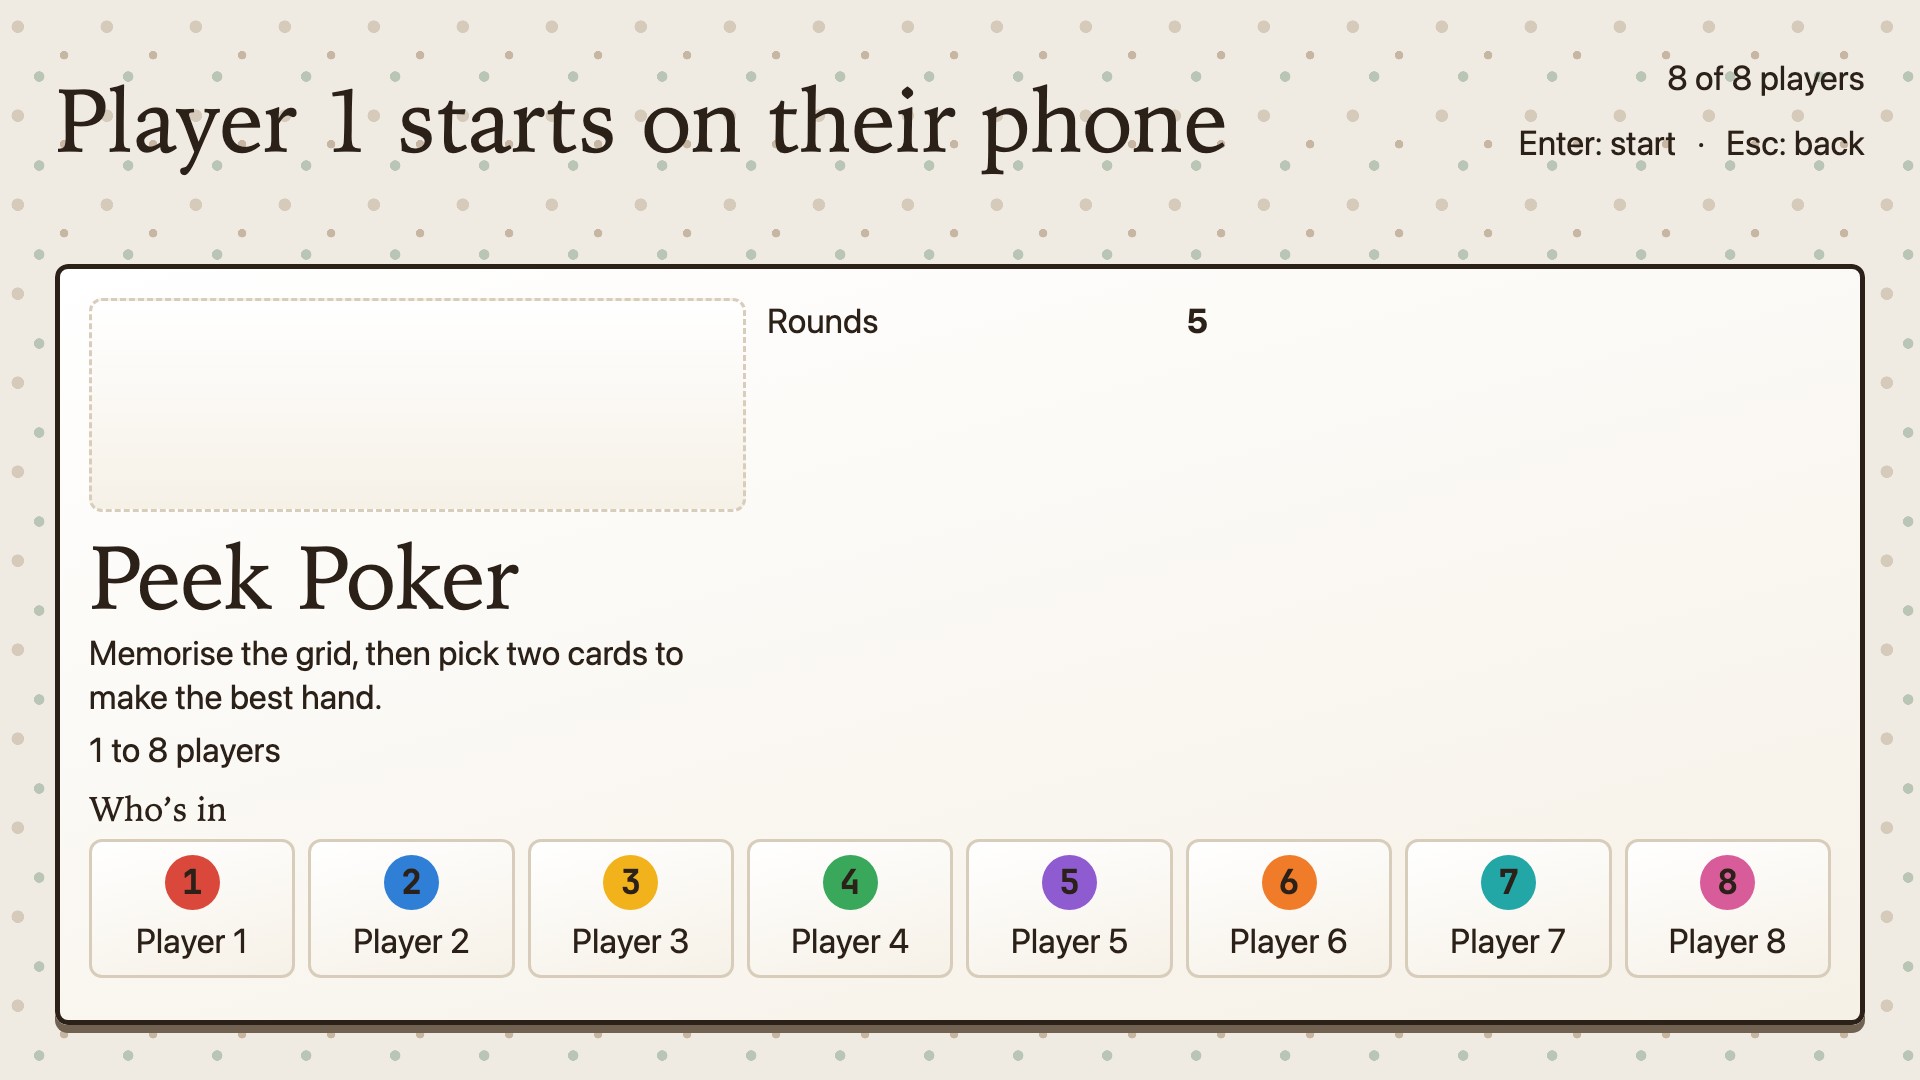 Player 1 starts on their phone
8 of 8 players
Enter: start · Esc: back
Rounds 5
Peek Poker
Memorise the grid, then pick two cards to
make the best hand.
1 to 8 players
Who’s in
1 2 3 4 5 6 7 8
Player 1 Player 2 Player 3 Player 4 Player 5 Player 6 Player 7 Player 8